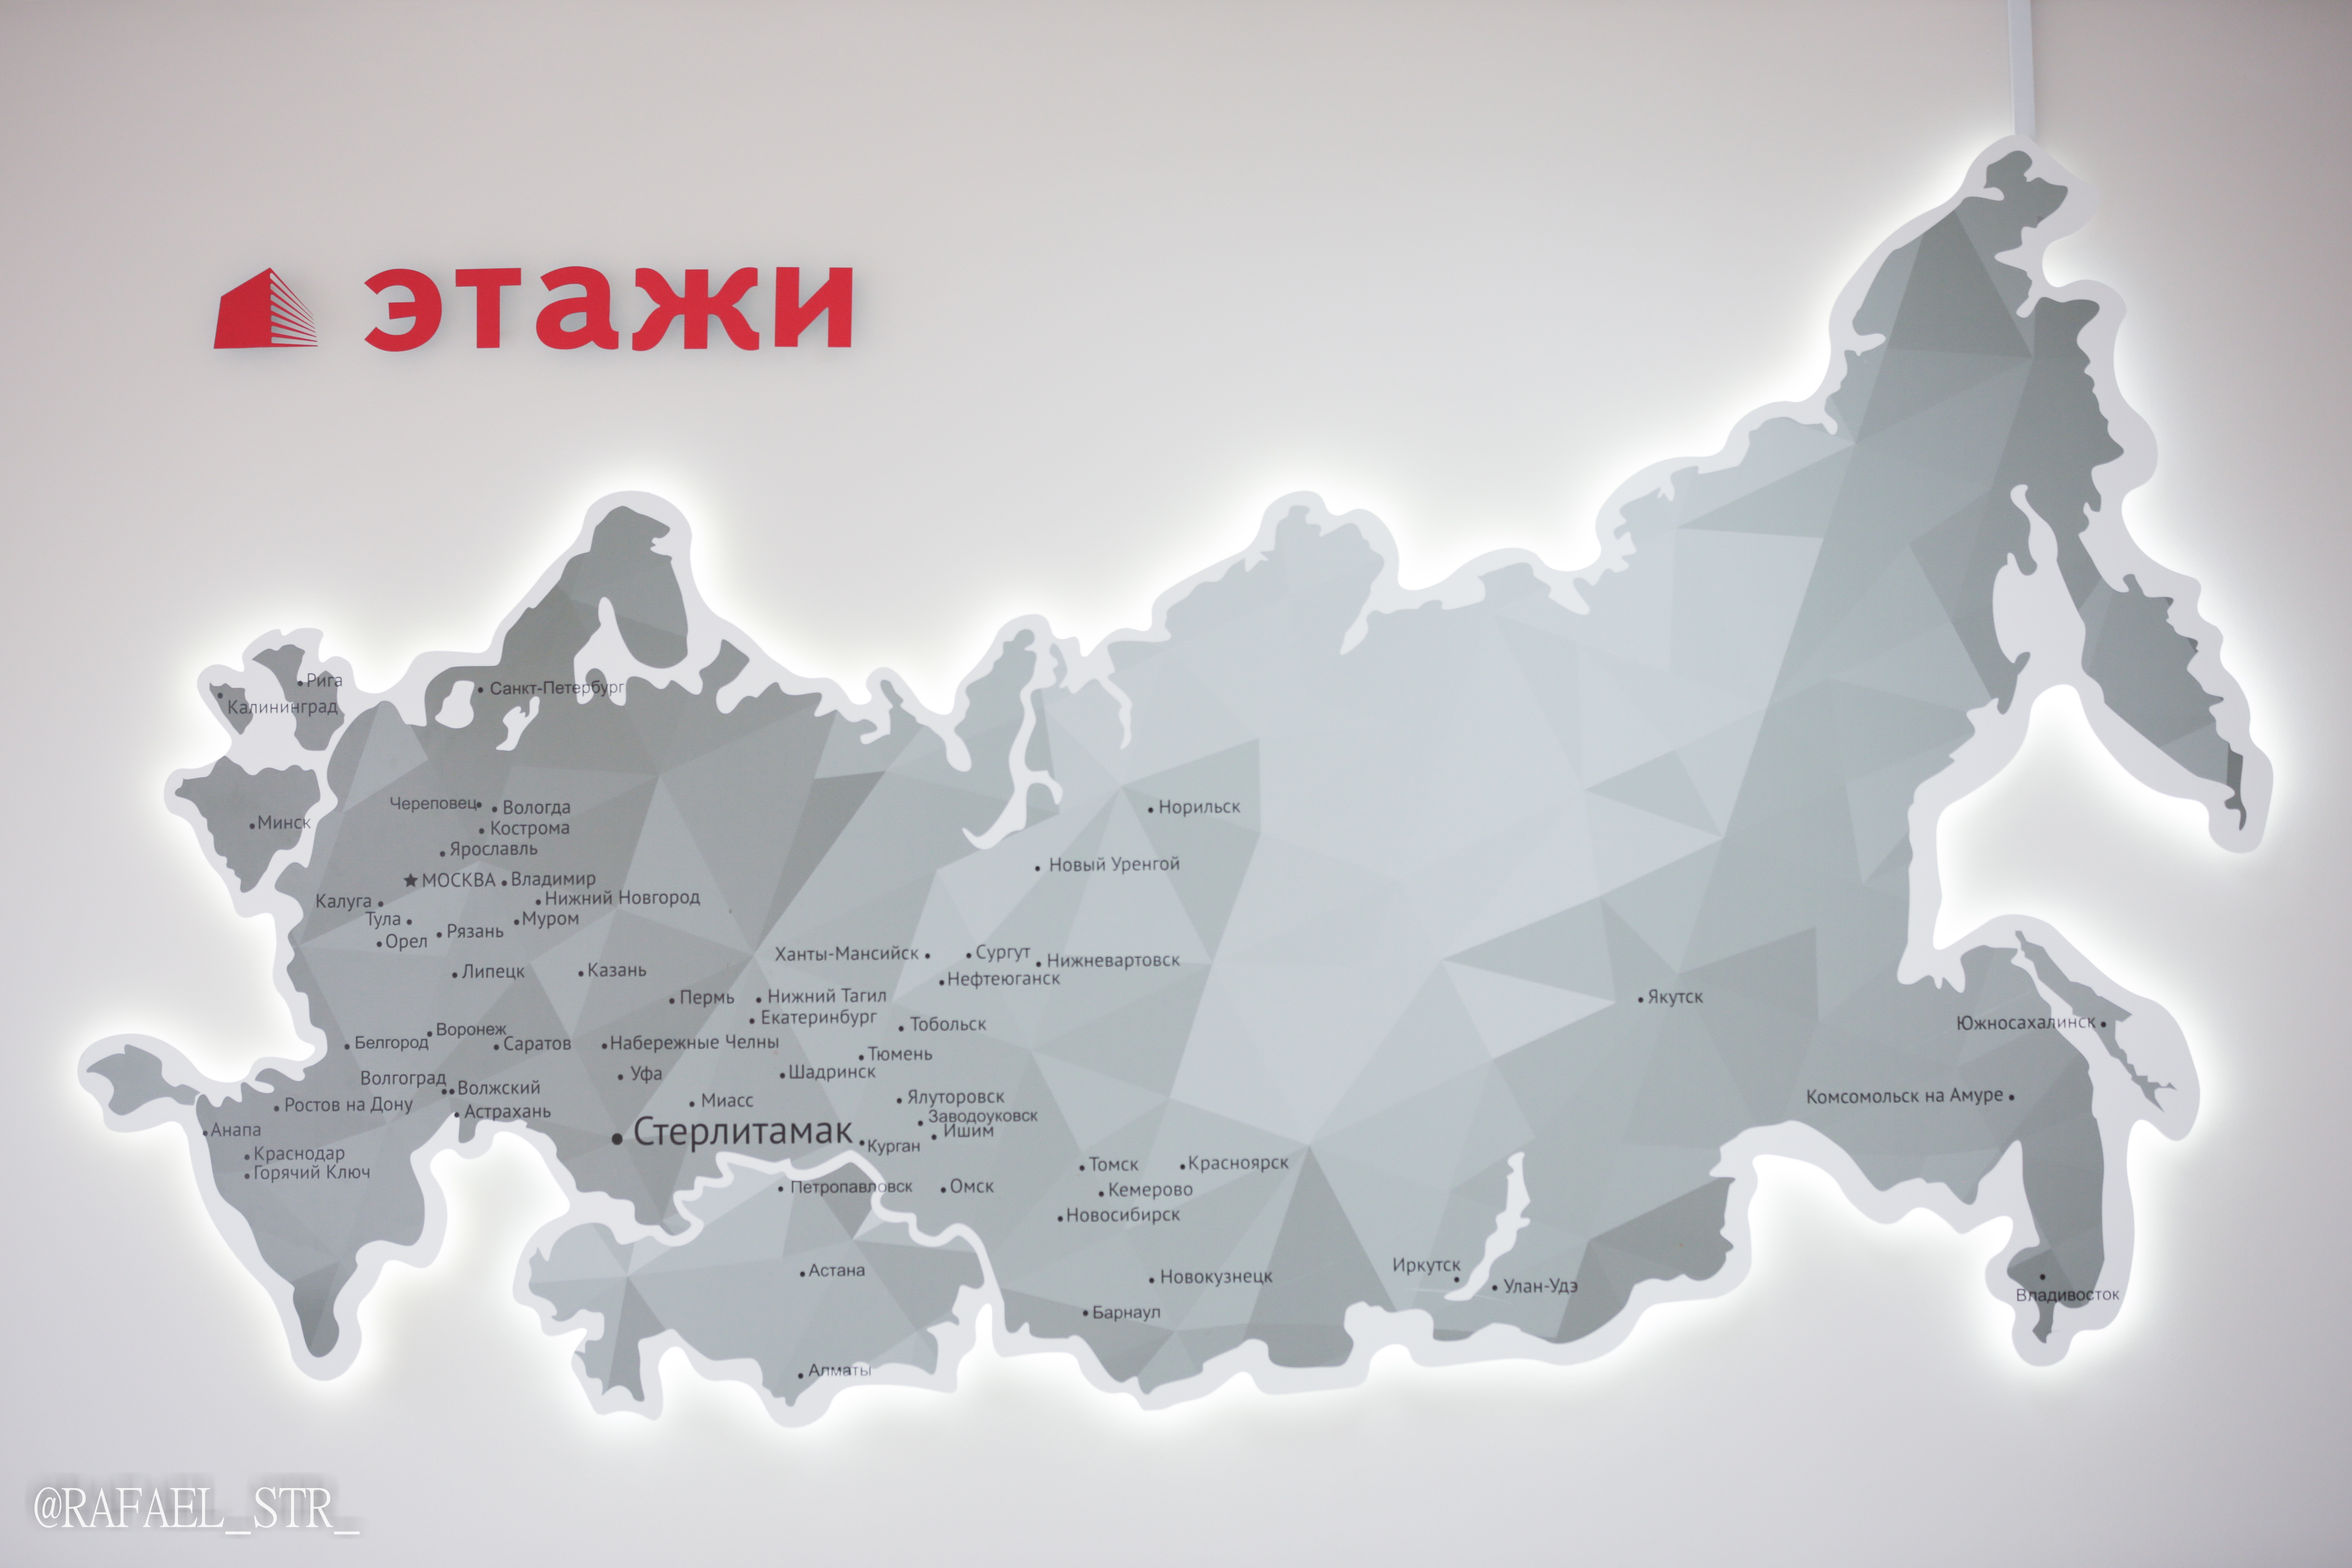 этажи
Рига
Калининград
Санкт-Петербург
Минск
Череповец
Вологда
Кострома
Ярославль
МОСКВА
Владимир
Калуга
Нижний Новгород
Тула
Муром
Орел
Рязань
Липецк
Казань
Норильск
Новый Уренгой
Ханты-Мансийск
Сургут
Нижневартовск
Нефтеюганск
Пермь
Нижний Тагил
Екатеринбург
Тобольск
Якутск
Южносахалинск
Белгород
Воронеж
Саратов
Набережные Челны
Тюмень
Уфа
Шадринск
Волгоград
Волжский
Ростов на Дону
Астрахань
Миасс
Ялуторовск
Заводоуковск
Ишим
Комсомольск на Амуре
Анапа
Стерлитамак
Курган
Краснодар
Горячий Ключ
Петропавловск
Омск
Томск
Красноярск
Кемерово
Новосибирск
Астана
Новокузнецк
Иркутск
Улан-Удэ
Владивосток
Барнаул
Алматы
@RAFAEL_STR_